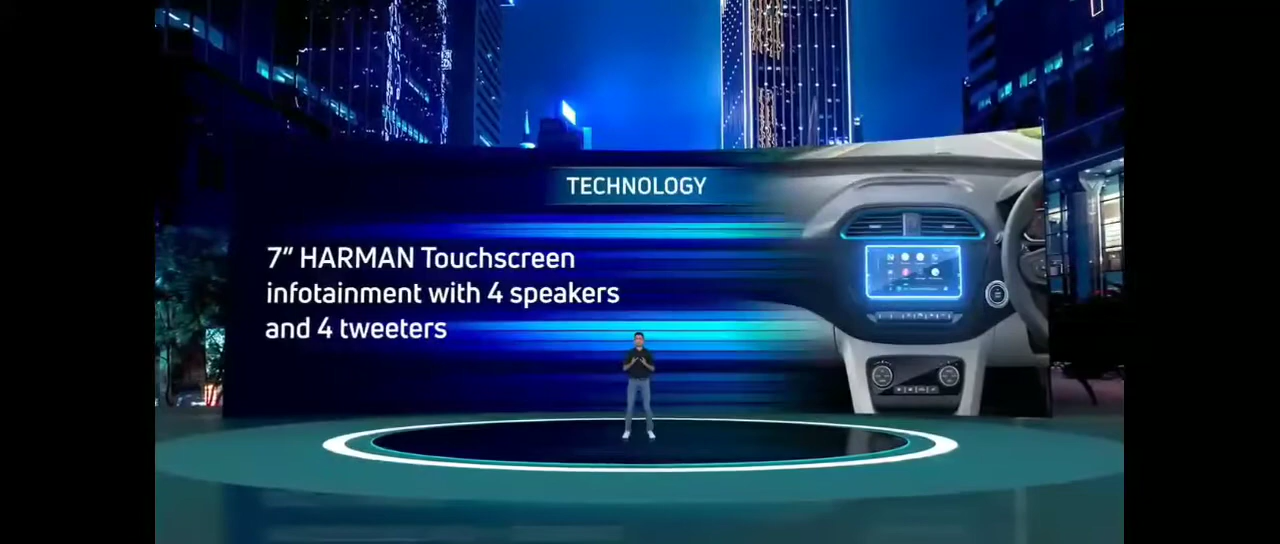 TECHNOLOGY
7" HARMAN Touchscreen
infotainment with 4 speakers
and 4 tweeters